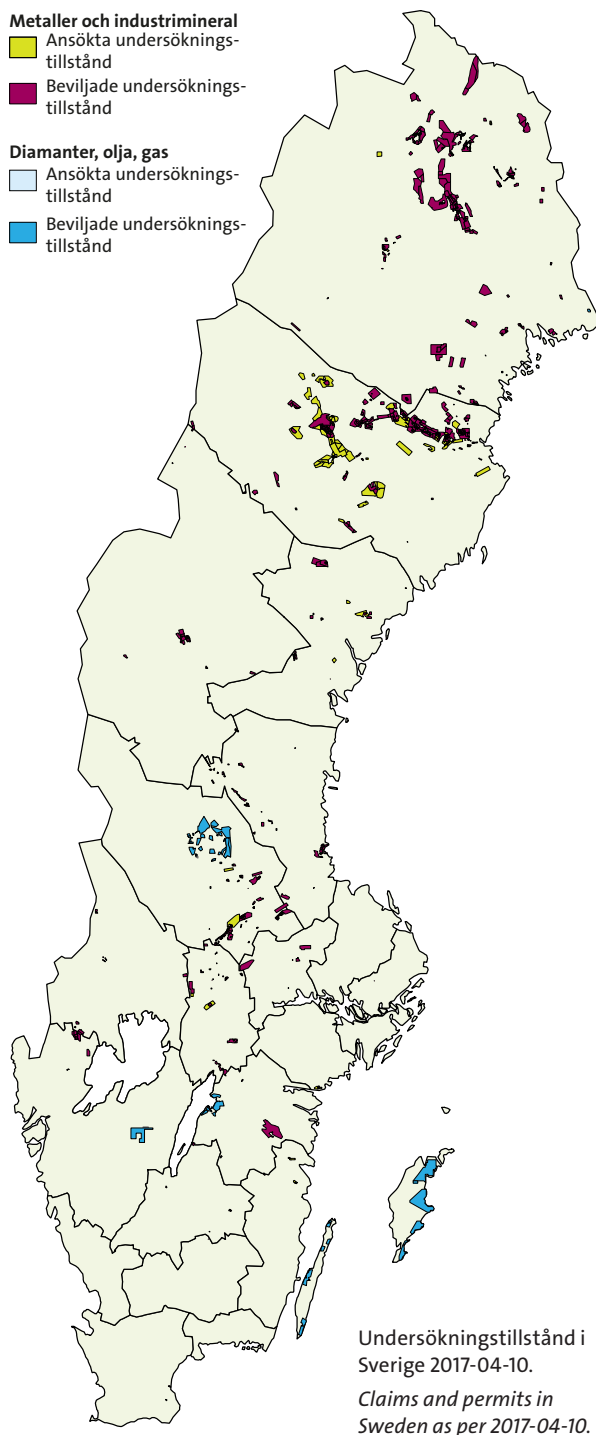 Metaller och industrimineral
Ansökta undersöknings-
tillstånd
Beviljade undersöknings-
tillstånd
Diamanter, olja, gas
Ansökta undersöknings-
tillstånd
Beviljade undersöknings-
tillstånd
Undersökningstillstånd i
Sverige 2017-04-10.
Claims and permits in
Sweden as per 2017-04-10.